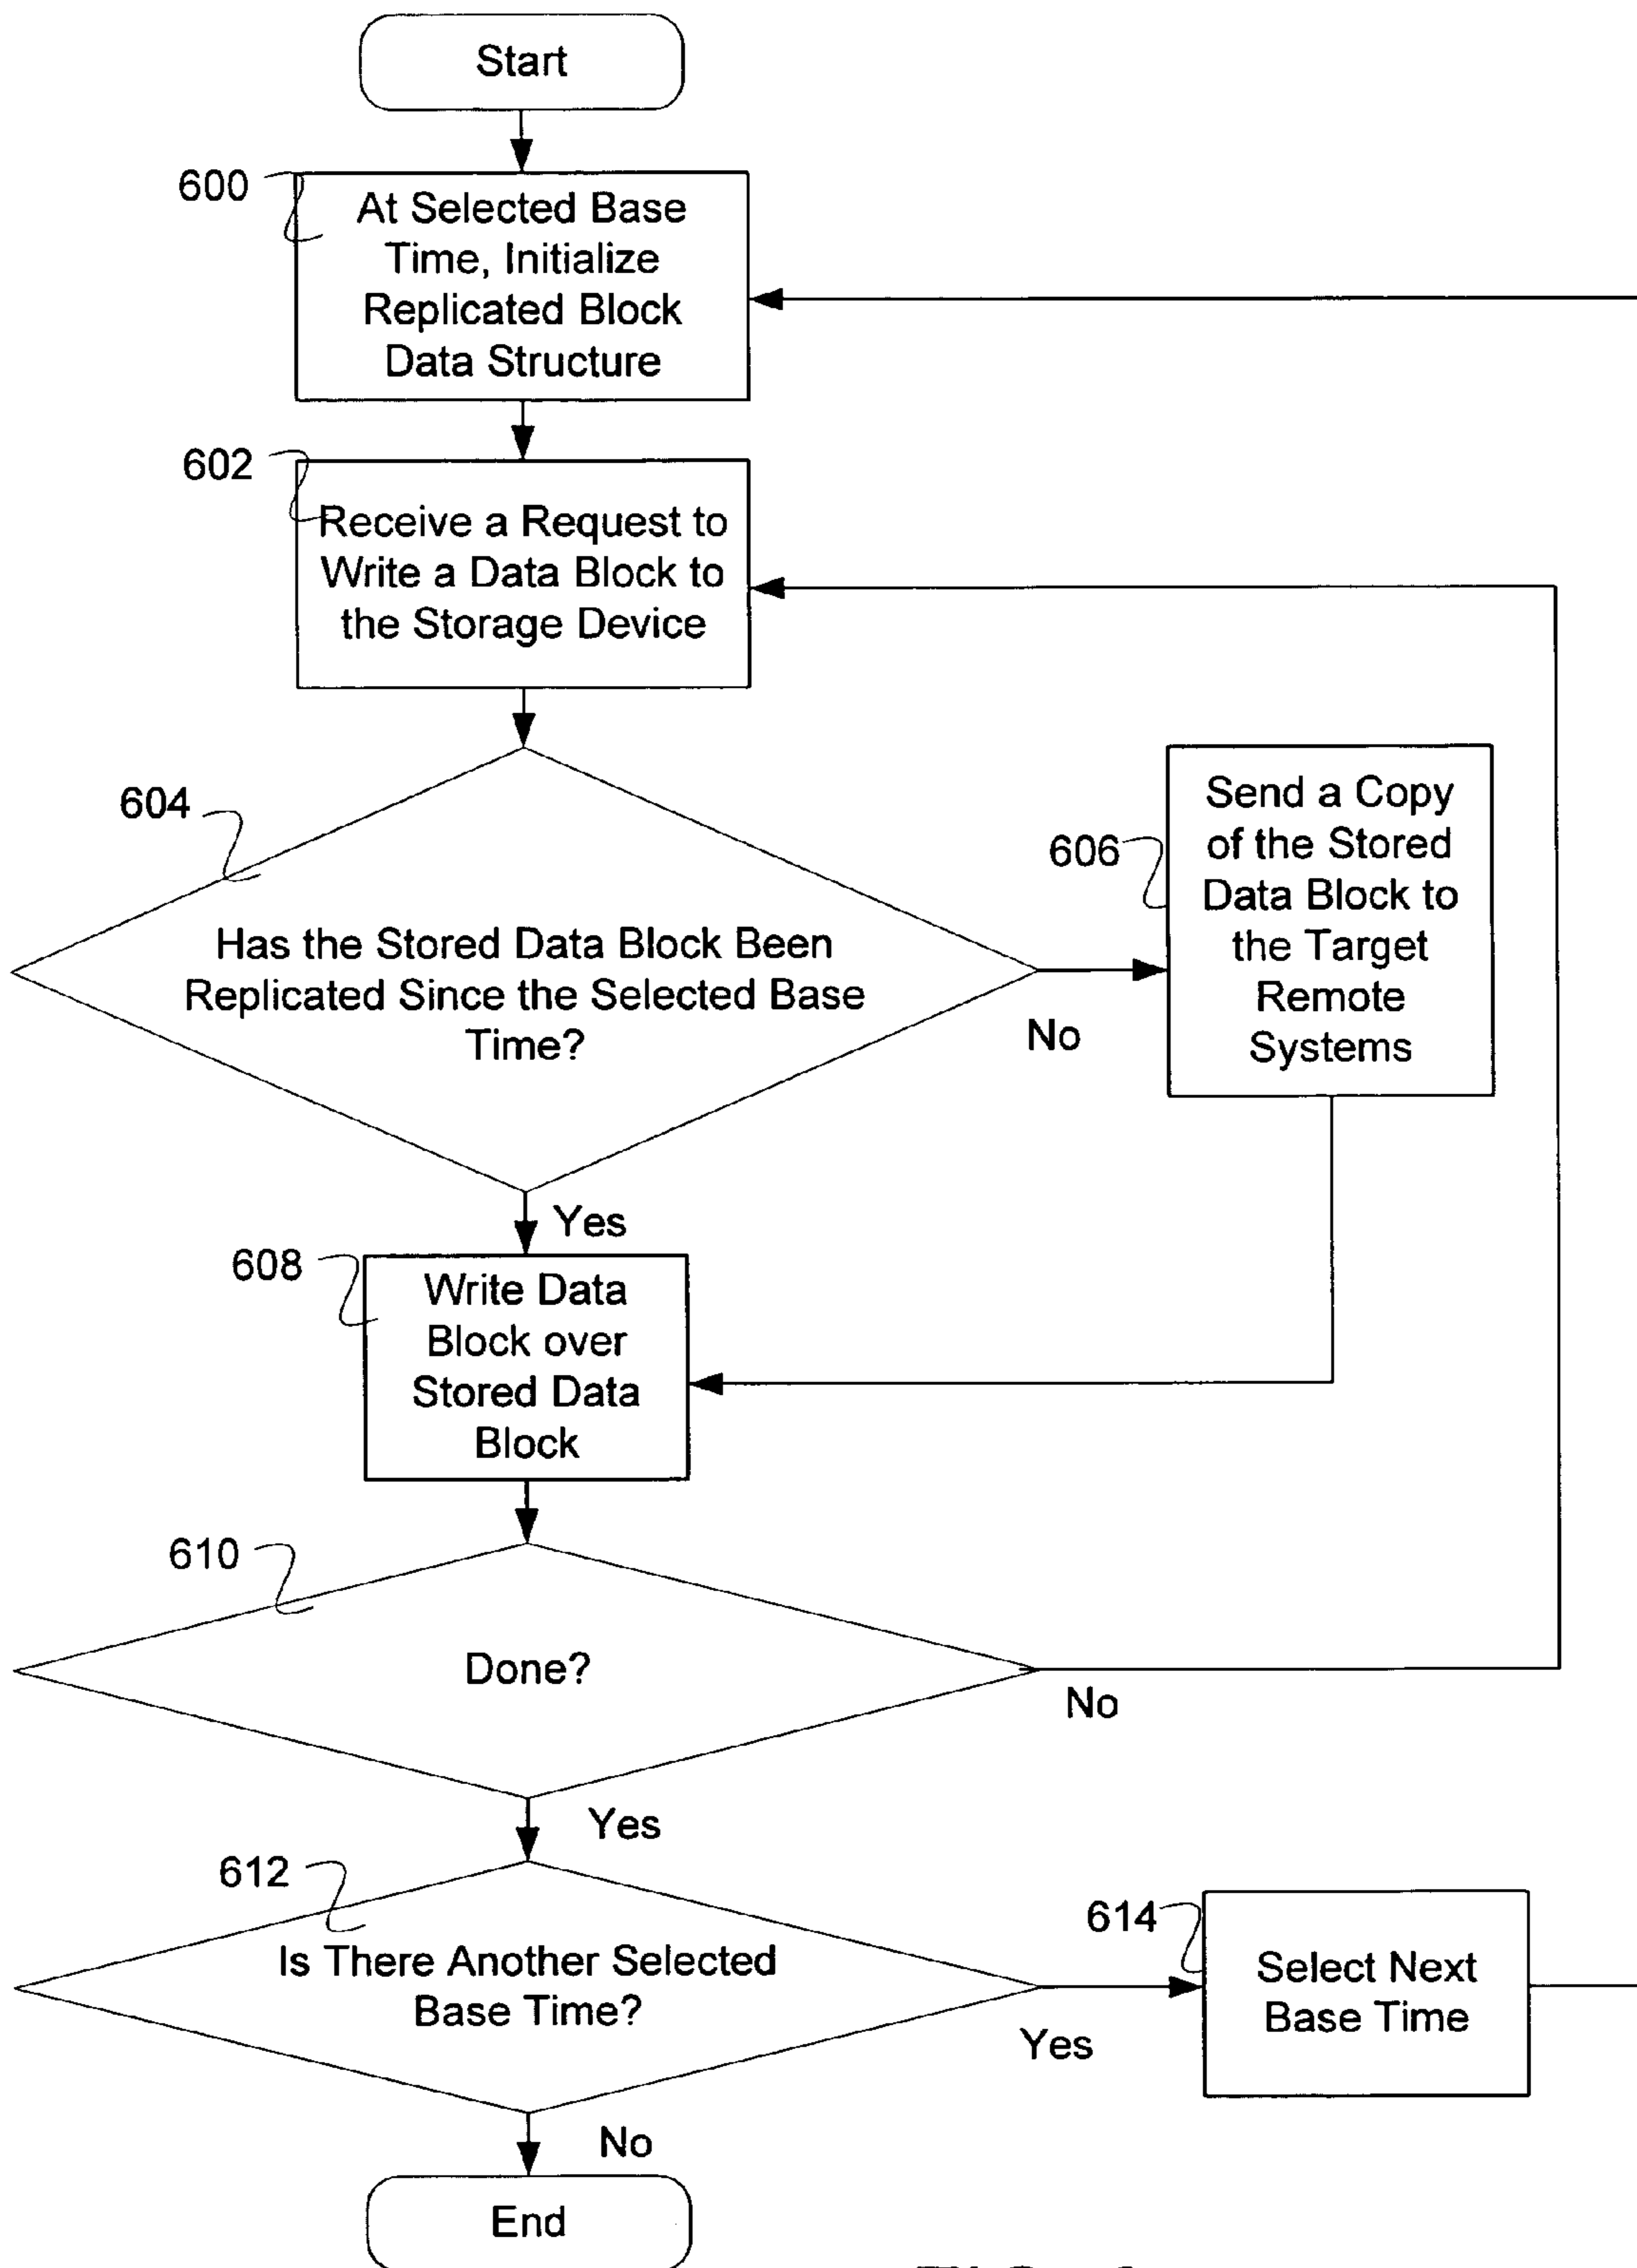 Start
600
At Selected Base
Time, Initialize
Replicated Block
Data Structure
602
Receive a Request to
Write a Data Block to
the Storage Device
604
Has the Stored Data Block Been
Replicated Since the Selected Base
Time?
No
606
Send a Copy
of the Stored
Data Block to
the Target
Remote
Systems
Yes
608
Write Data
Block over
Stored Data
Block
610
Done?
No
Yes
612
Is There Another Selected
Base Time?
Yes
614
Select Next
Base Time
No
End